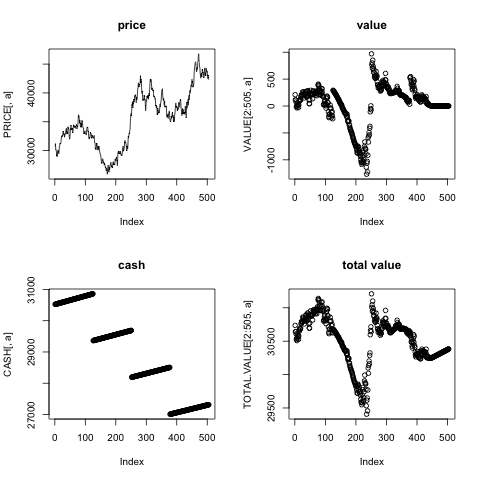 price
PRICE[, a]
30000 40000
0 100 200 300 400 500
Index
value
VALUE[2:505, a]
-1000 0 500
0 100 200 300 400 500
Index
cash
CASH[, a]
27000 29000 31000
0 100 200 300 400 500
Index
total value
TOTAL.VALUE[2:505, a]
29500 30500
0 100 200 300 400 500
Index